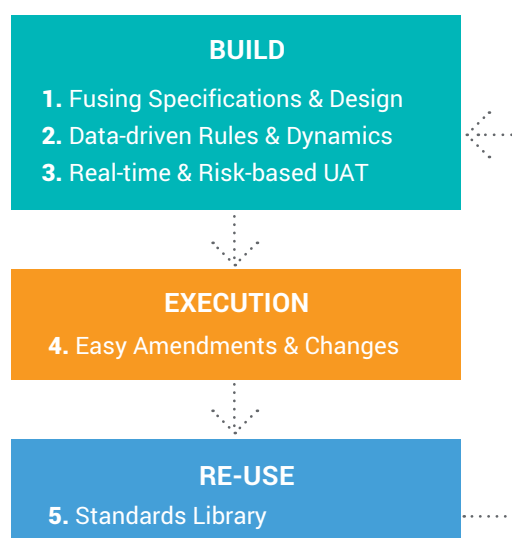 BUILD
1. Fusing Specifications & Design
2. Data-driven Rules & Dynamics
3. Real-time & Risk-based UAT
EXECUTION
4. Easy Amendments & Changes
RE-USE
5. Standards Library